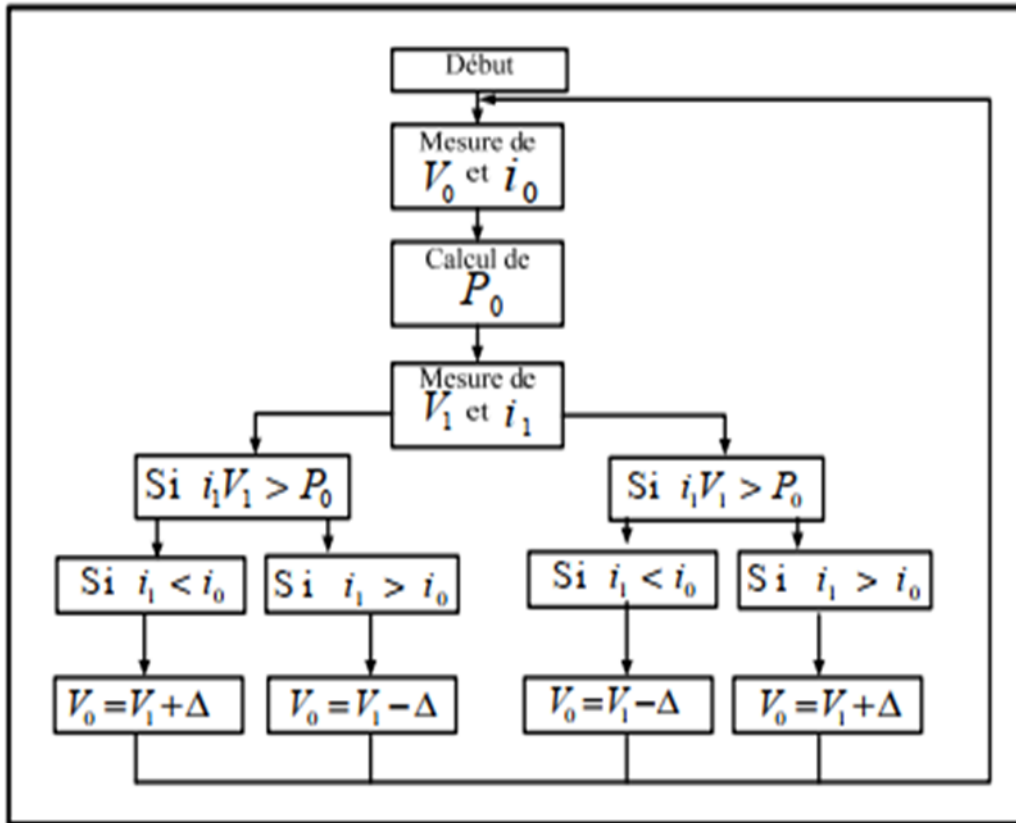 Début
Mesure de
V₀ et i₀
Calcul de
P₀
Mesure de
V₁ et i₁
Si i₁V₁ > P₀
Si i₁V₁ > P₀
Si i₁ < i₀
Si i₁ > i₀
Si i₁ < i₀
Si i₁ > i₀
V₀=V₁+Δ
V₀=V₁−Δ
V₀=V₁−Δ
V₀=V₁+Δ